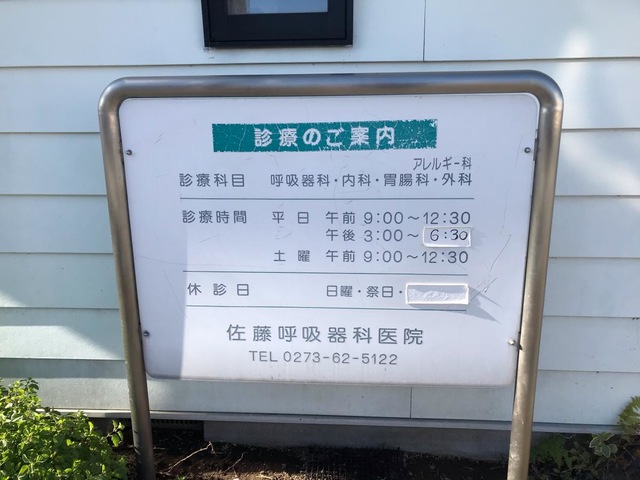 診療のご案内
アレルギー科
診療科目 呼吸器科・内科・胃腸科・外科
診療時間 平日 午前 9:00〜12:30
午後 3:00〜6:30
土曜 午前 9:00〜12:30
休診日 日曜・祭日・
佐藤呼吸器科医院
TEL 0273-62-5122